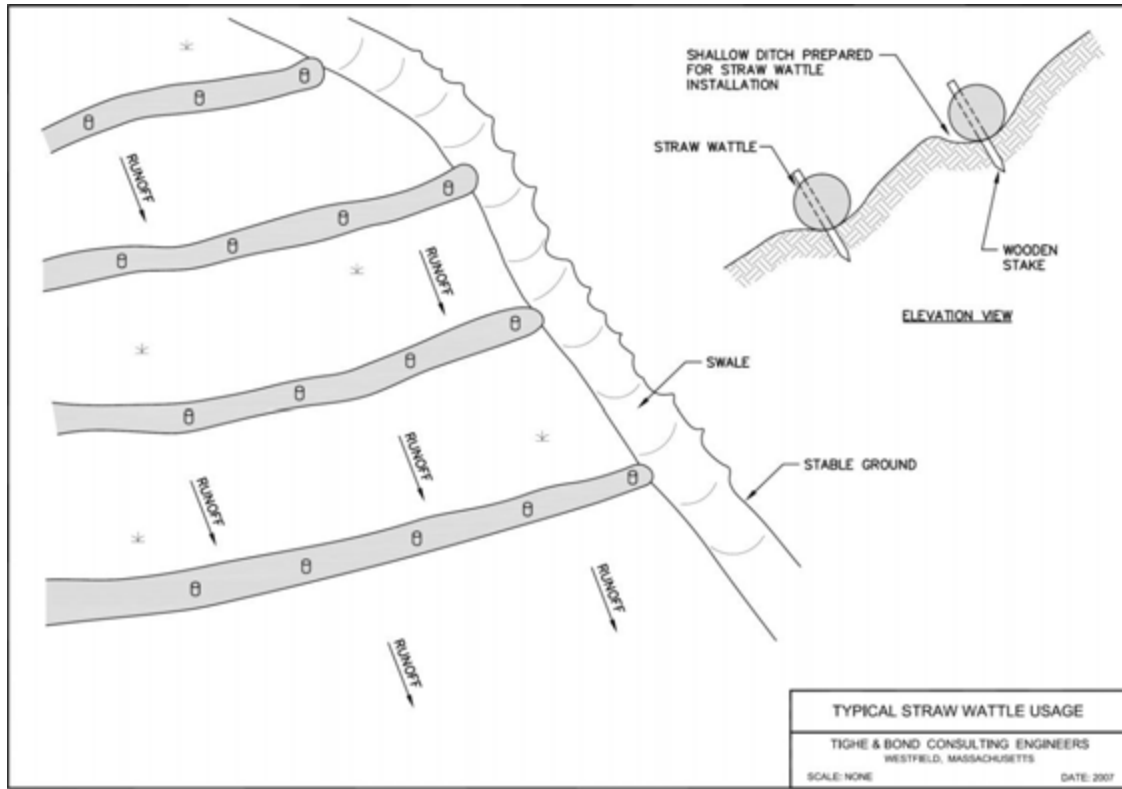 SHALLOW DITCH PREPARED
FOR STRAW WATTLE
INSTALLATION
STRAW WATTLE
WOODEN
STAKE
ELEVATION VIEW
RUNOFF
RUNOFF
SWALE
STABLE GROUND
RUNOFF
RUNOFF
RUNOFF
RUNOFF
TYPICAL STRAW WATTLE USAGE
TIGHE & BOND CONSULTING ENGINEERS
WESTFIELD, MASSACHUSETTS
SCALE: NONE DATE: 2007